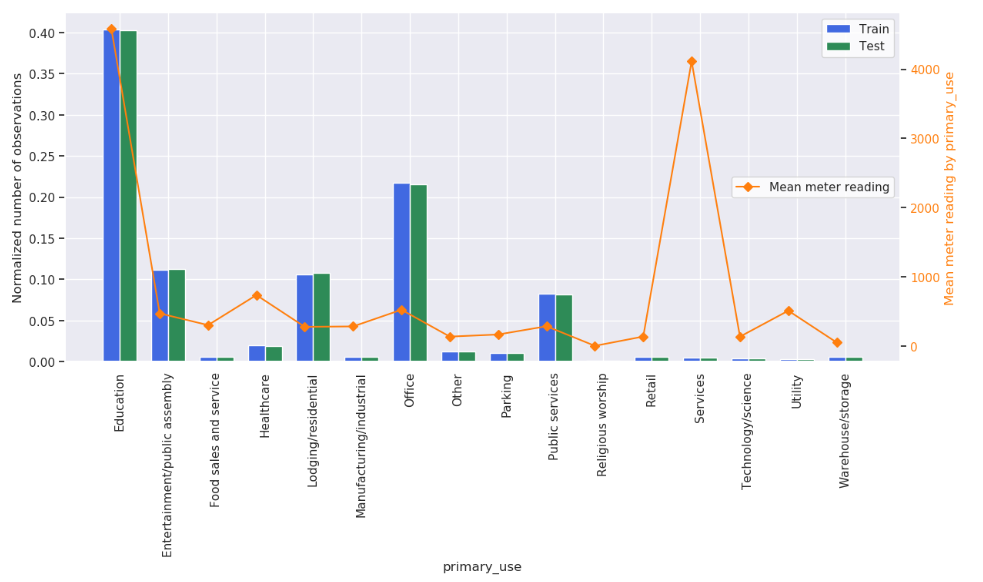 Train
Test
Mean meter reading
Normalized number of observations
0.40
0.35
0.30
0.25
0.20
0.15
0.10
0.05
0.00
4000
3000
2000
1000
0
Mean meter reading by primary_use
Education
Entertainment/public assembly
Food sales and service
Healthcare
Lodging/residential
Manufacturing/industrial
Office
Other
Parking
Public services
Religious worship
Retail
Services
Technology/science
Utility
Warehouse/storage
primary_use